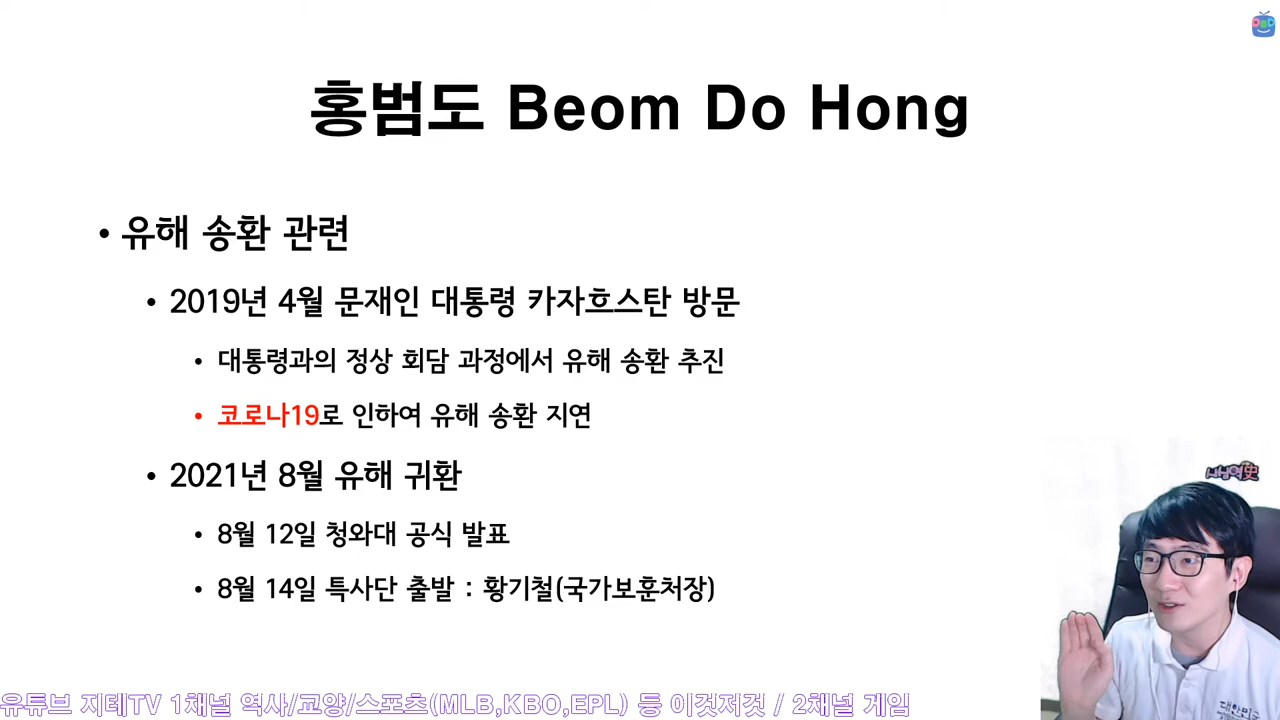 홍범도 Beom Do Hong
• 유해 송환 관련
• 2019년 4월 문재인 대통령 카자흐스탄 방문
• 대통령과의 정상 회담 과정에서 유해 송환 추진
• 코로나19로 인하여 유해 송환 지연
• 2021년 8월 유해 귀환
• 8월 12일 청와대 공식 발표
• 8월 14일 특사단 출발 : 황기철(국가보훈처장)
대한민국
유튜브 지테TV 1채널 역사/교양/스포츠(MLB,KBO,EPL) 등 이것저것 / 2채널 게임